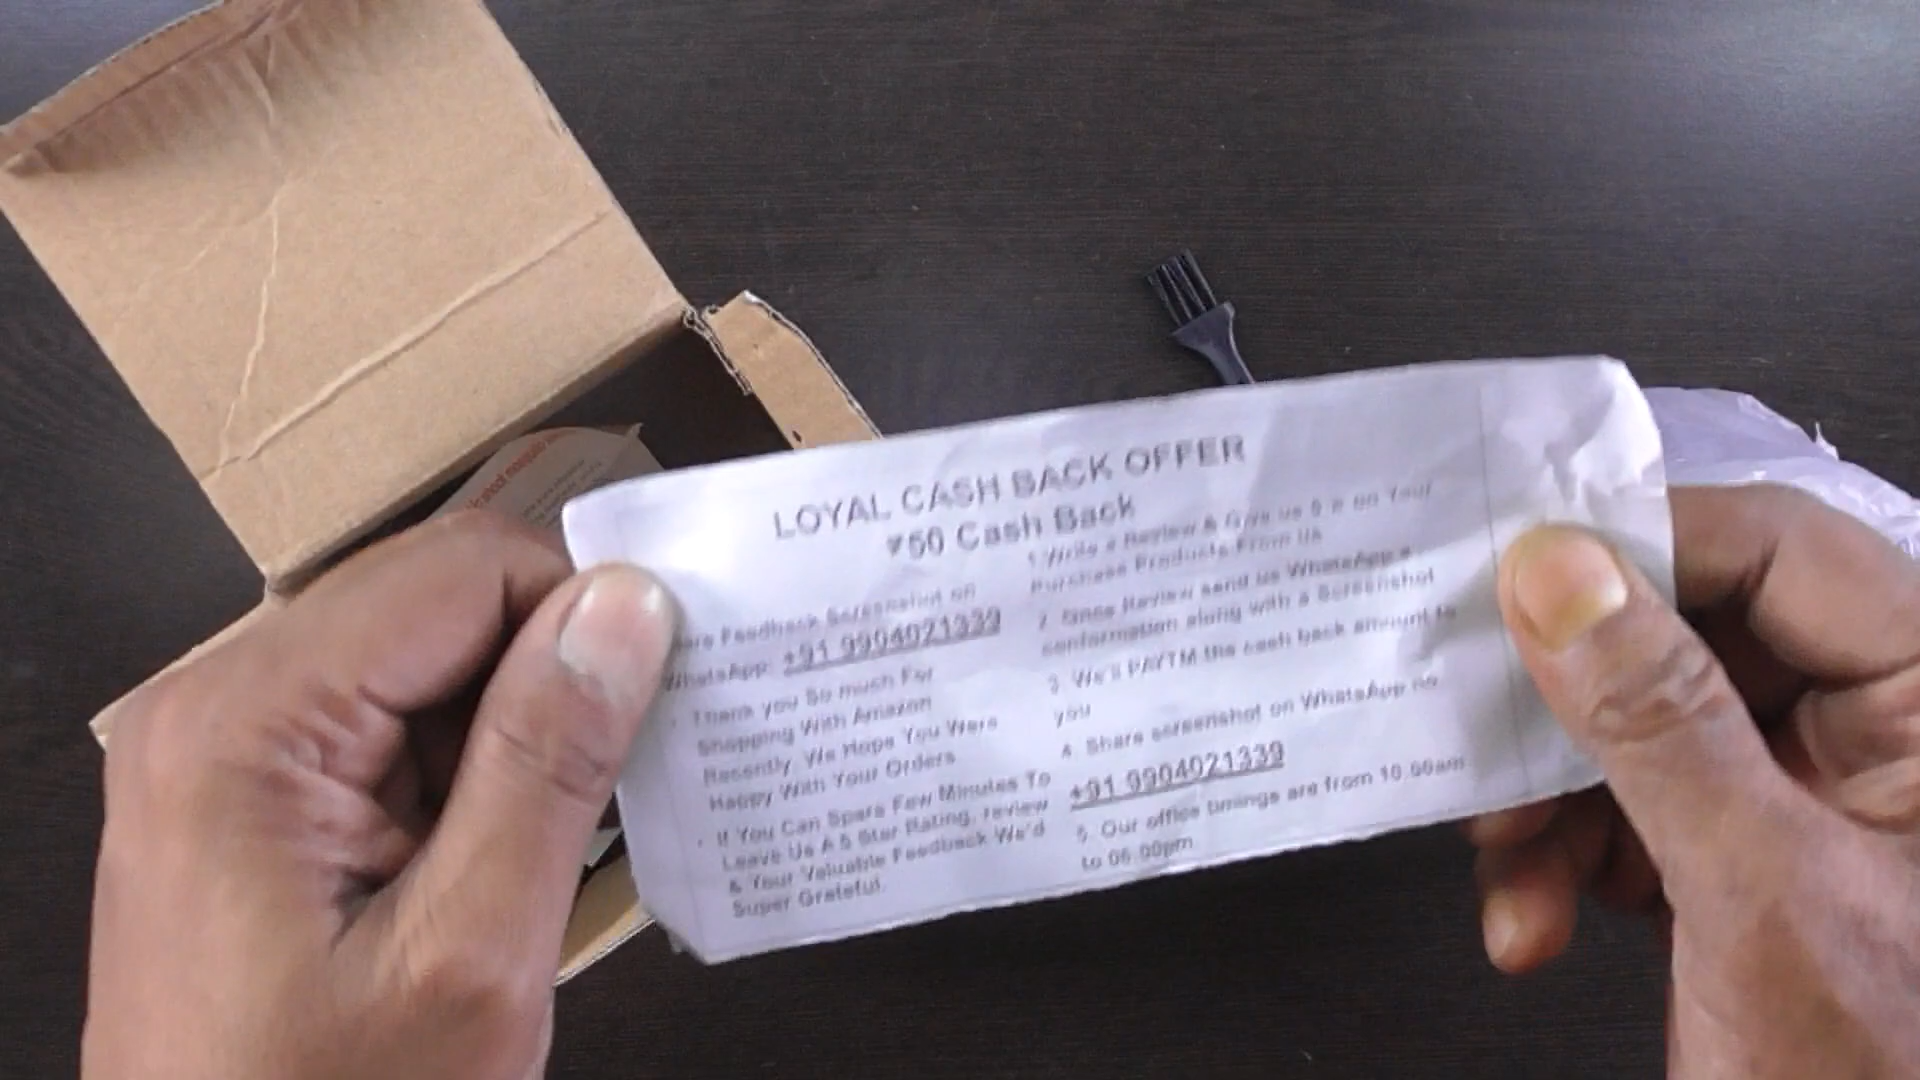 LOYAL CASH BACK OFFER
₹50 Cash Back
are Feedback Screenshot on
WhatsApp: +91 9904021339
Thank you So much For
Shopping With Amazon
Recently. We Hope You Were
Happy With Your Orders
If You Can Spare Few Minutes To
Leave Us A 5 Star Rating, review
& Your Valuable Feedback We'd
Super Grateful.
1 Write a Review & Give us 5 on Your
Purchase Products From Us
2. Once Review send us WhatsApp a
conformation along with a Screenshot
3. We'll PAYTM the cash back amount to
you
4. Share screenshot on WhatsApp no
+91 9904021339
5. Our office timings are from 10.00am
to 06.00pm